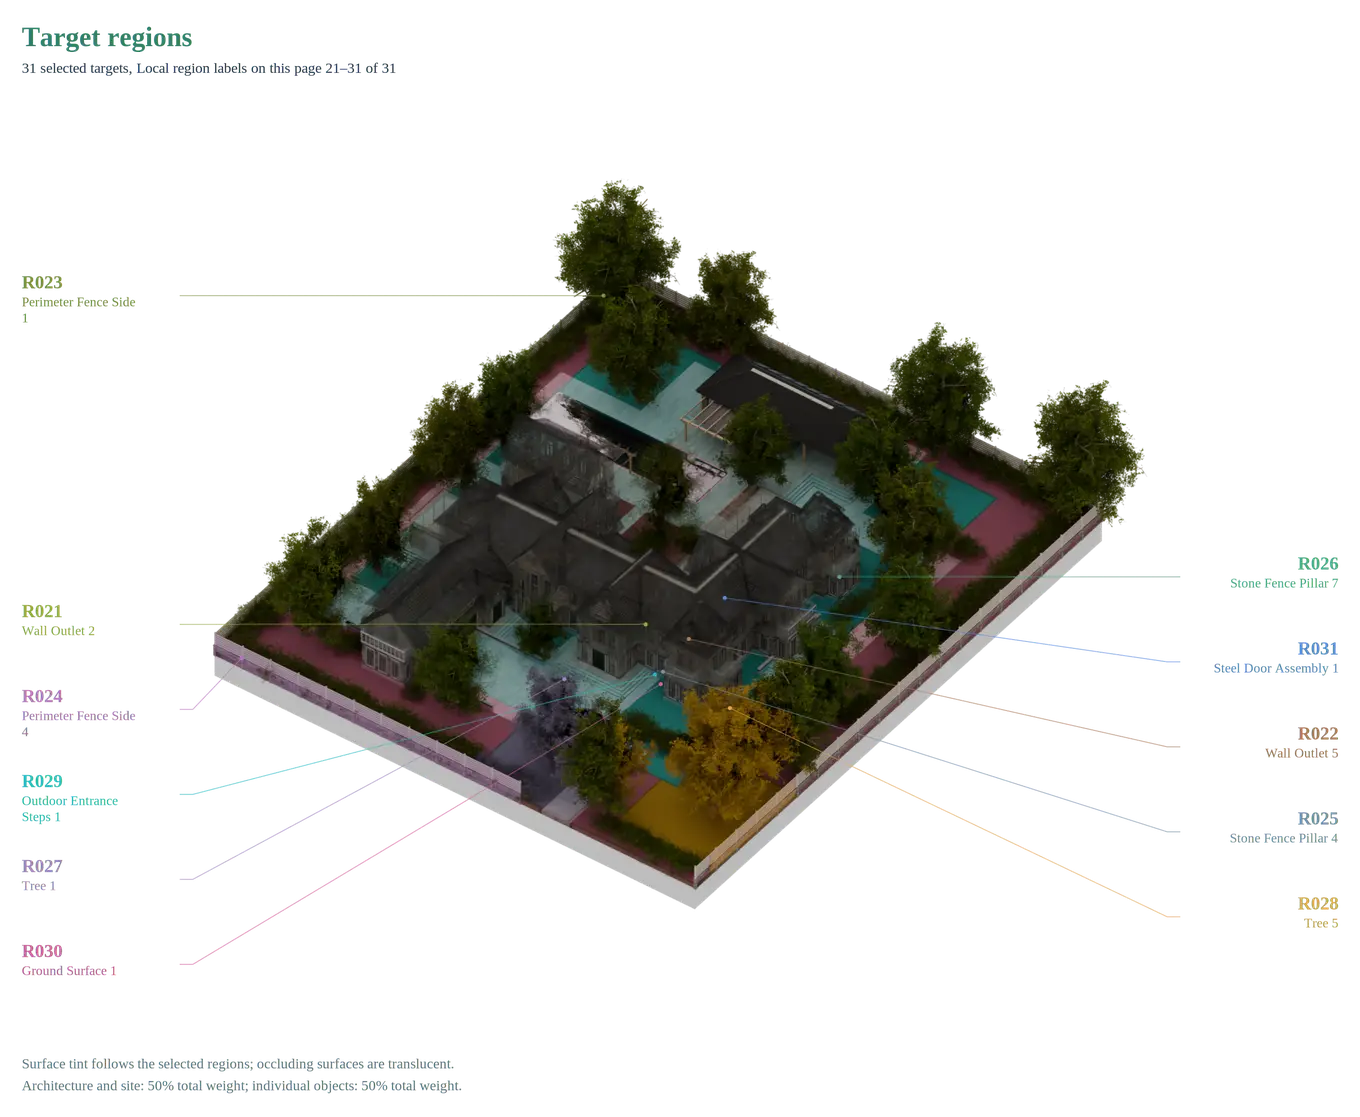 Target regions
31 selected targets, Local region labels on this page 21–31 of 31
R023
Perimeter Fence Side
1
R021
Wall Outlet 2
R024
Perimeter Fence Side
4
R029
Outdoor Entrance
Steps 1
R027
Tree 1
R030
Ground Surface 1
R026
Stone Fence Pillar 7
R031
Steel Door Assembly 1
R022
Wall Outlet 5
R025
Stone Fence Pillar 4
R028
Tree 5
Surface tint follows the selected regions; occluding surfaces are translucent.
Architecture and site: 50% total weight; individual objects: 50% total weight.